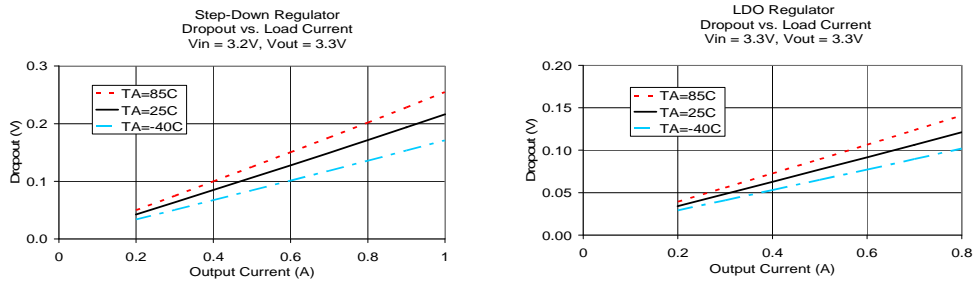 Step-Down Regulator
Dropout vs. Load Current
Vin = 3.2V, Vout = 3.3V
0.3
0.2
0.1
0.0
Dropout (V)
TA=85C
TA=25C
TA=-40C
0
0.2
0.4
0.6
0.8
1
Output Current (A)
LDO Regulator
Dropout vs. Load Current
Vin = 3.3V, Vout = 3.3V
0.20
0.15
0.10
0.05
0.00
Dropout (V)
TA=85C
TA=25C
TA=-40C
0
0.2
0.4
0.6
0.8
Output Current (A)